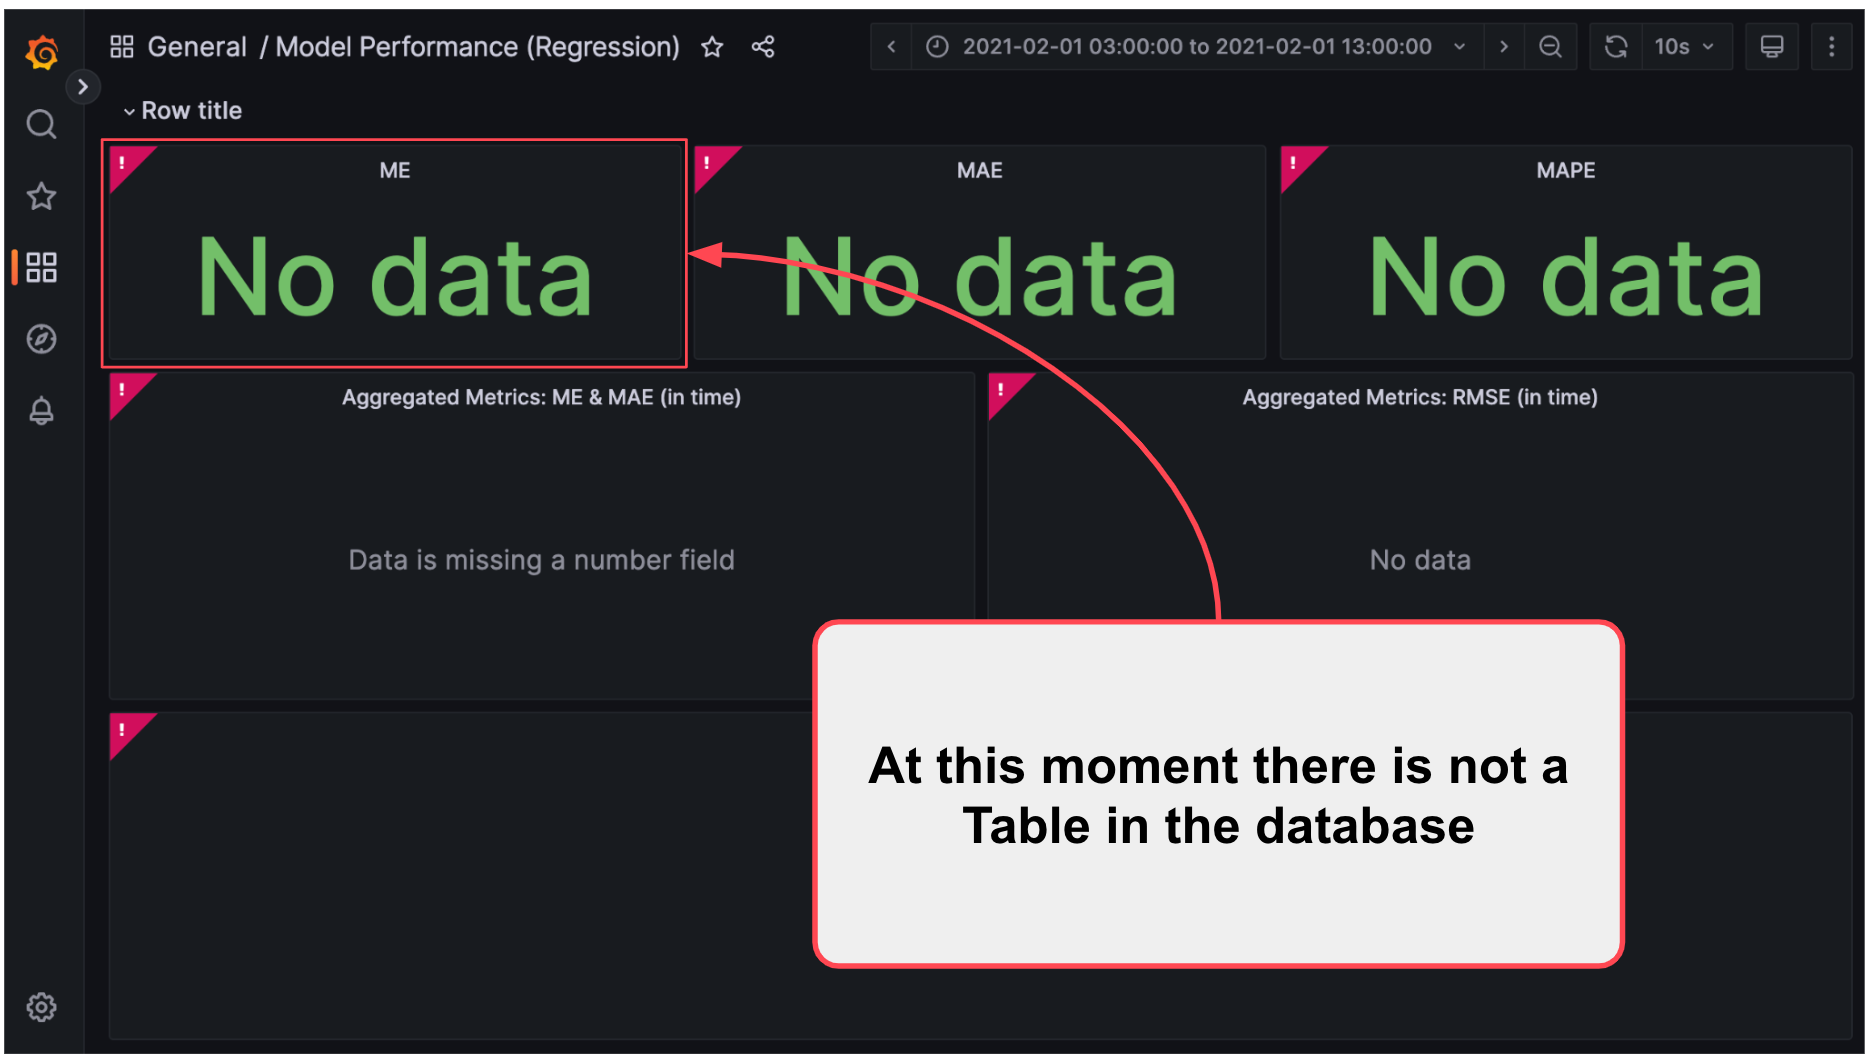 General / Model Performance (Regression)
2021-02-01 03:00:00 to 2021-02-01 13:00:00
10s
Row title
!
ME
No data
!
MAE
No data
!
MAPE
No data
!
Aggregated Metrics: ME & MAE (in time)
Data is missing a number field
!
Aggregated Metrics: RMSE (in time)
No data
!
At this moment there is not a
Table in the database